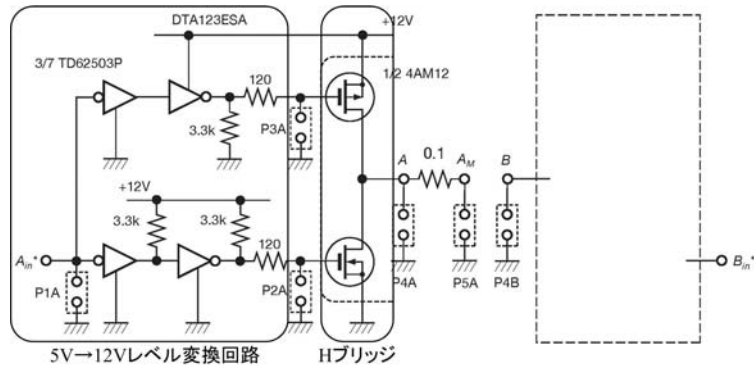 DTA123ESA
+12V
3/7 TD62503P
120
1/2 4AM12
3.3k
P3A
A
0.1
A_M
B
+12V
3.3k
3.3k
120
A_in*
P1A
P2A
P4A
P5A
P4B
B_in*
5V→12Vレベル変換回路
Hブリッジ